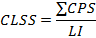 CLSS = ∑CPS / LI